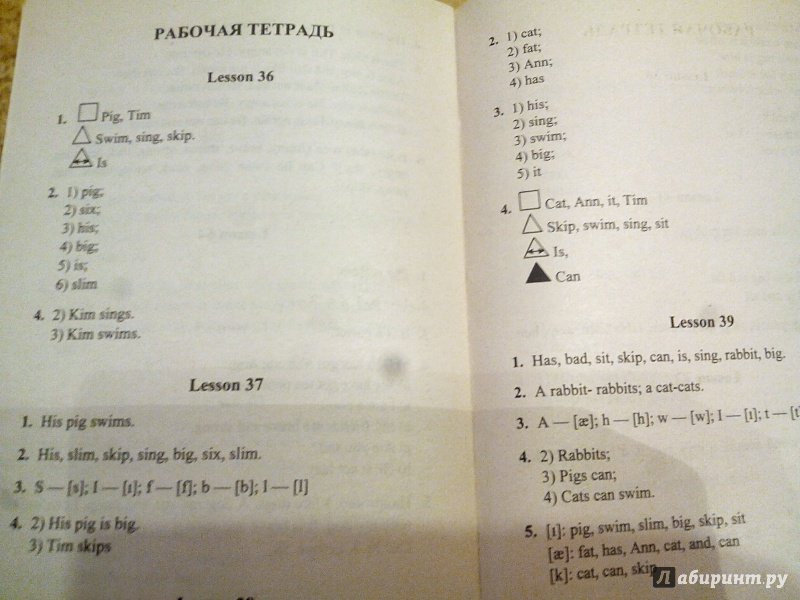 РАБОЧАЯ ТЕТРАДЬ
Lesson 36
1. Pig, Tim
Swim, sing, skip.
Is
2. 1) pig;
2) six;
3) his;
4) big;
5) is;
6) slim
4. 2) Kim sings.
3) Kim swims.
Lesson 37
1. His pig swims.
2. His, slim, skip, sing, big, six, slim.
3. S — [s]; I — [ɪ]; f — [f]; b — [b]; l — [l]
4. 2) His pig is big.
3) Tim skips
2. 1) cat;
2) fat;
3) Ann;
4) has
3. 1) his;
2) sing;
3) swim;
4) big;
5) it
4. Cat, Ann, it, Tim
Skip, swim, sing, sit
Is,
Can
Lesson 39
1. Has, bad, sit, skip, can, is, sing, rabbit, big.
2. A rabbit- rabbits; a cat-cats.
3. A — [æ]; h — [h]; w — [w]; I — [ɪ]; t — [t]
4. 2) Rabbits;
3) Pigs can;
4) Cats can swim.
5. [ɪ]: pig, swim, slim, big, skip, sit
[æ]: fat, has, Ann, cat, and, can
[k]: cat, can, skip
Лабиринт.ру